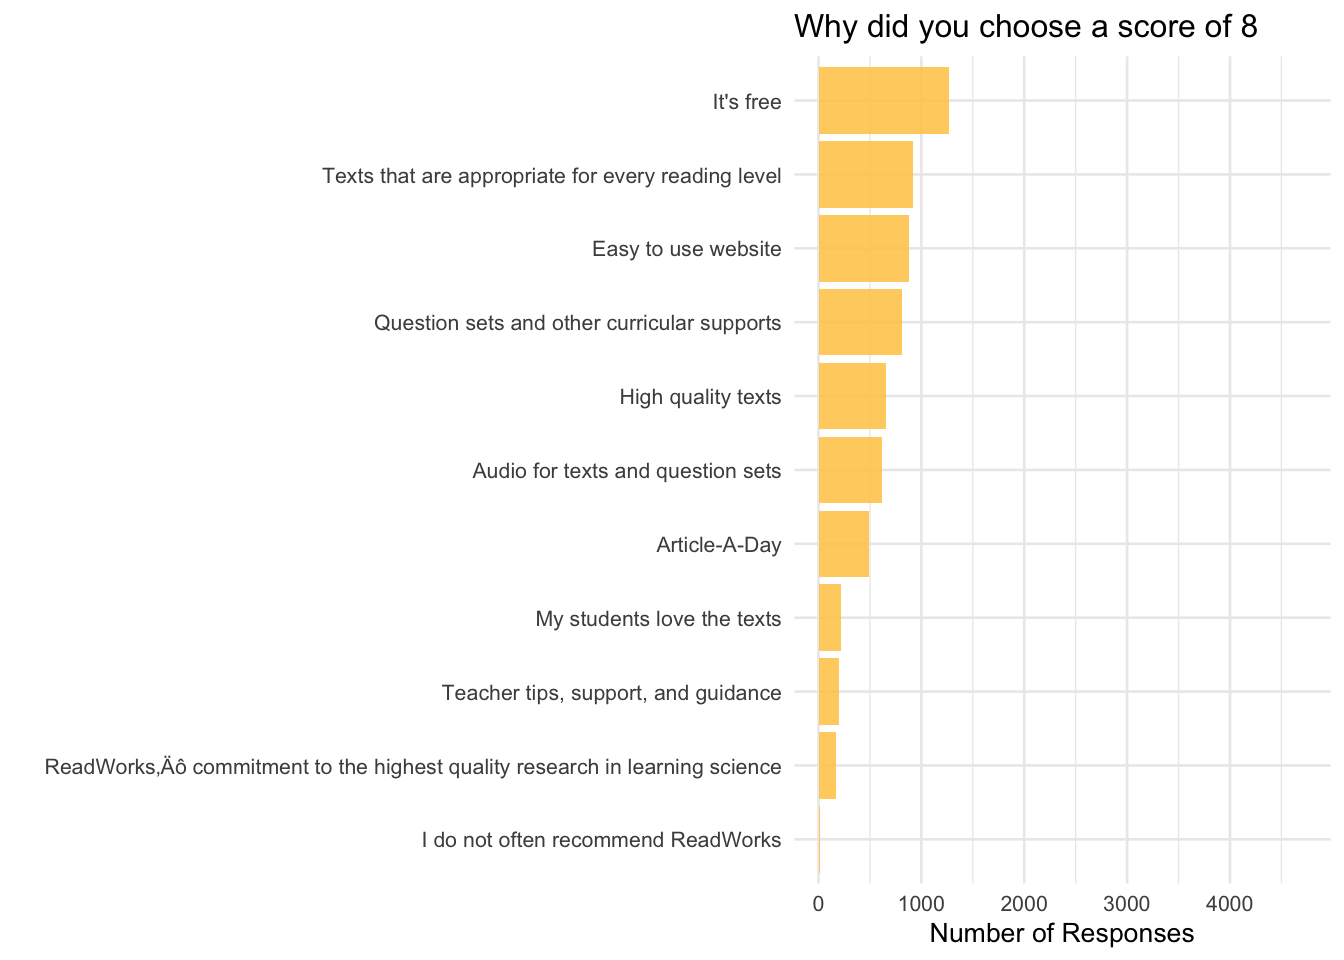 Why did you choose a score of 8
It's free
Texts that are appropriate for every reading level
Easy to use website
Question sets and other curricular supports
High quality texts
Audio for texts and question sets
Article-A-Day
My students love the texts
Teacher tips, support, and guidance
ReadWorks‚Äô commitment to the highest quality research in learning science
I do not often recommend ReadWorks
0 1000 2000 3000 4000
Number of Responses